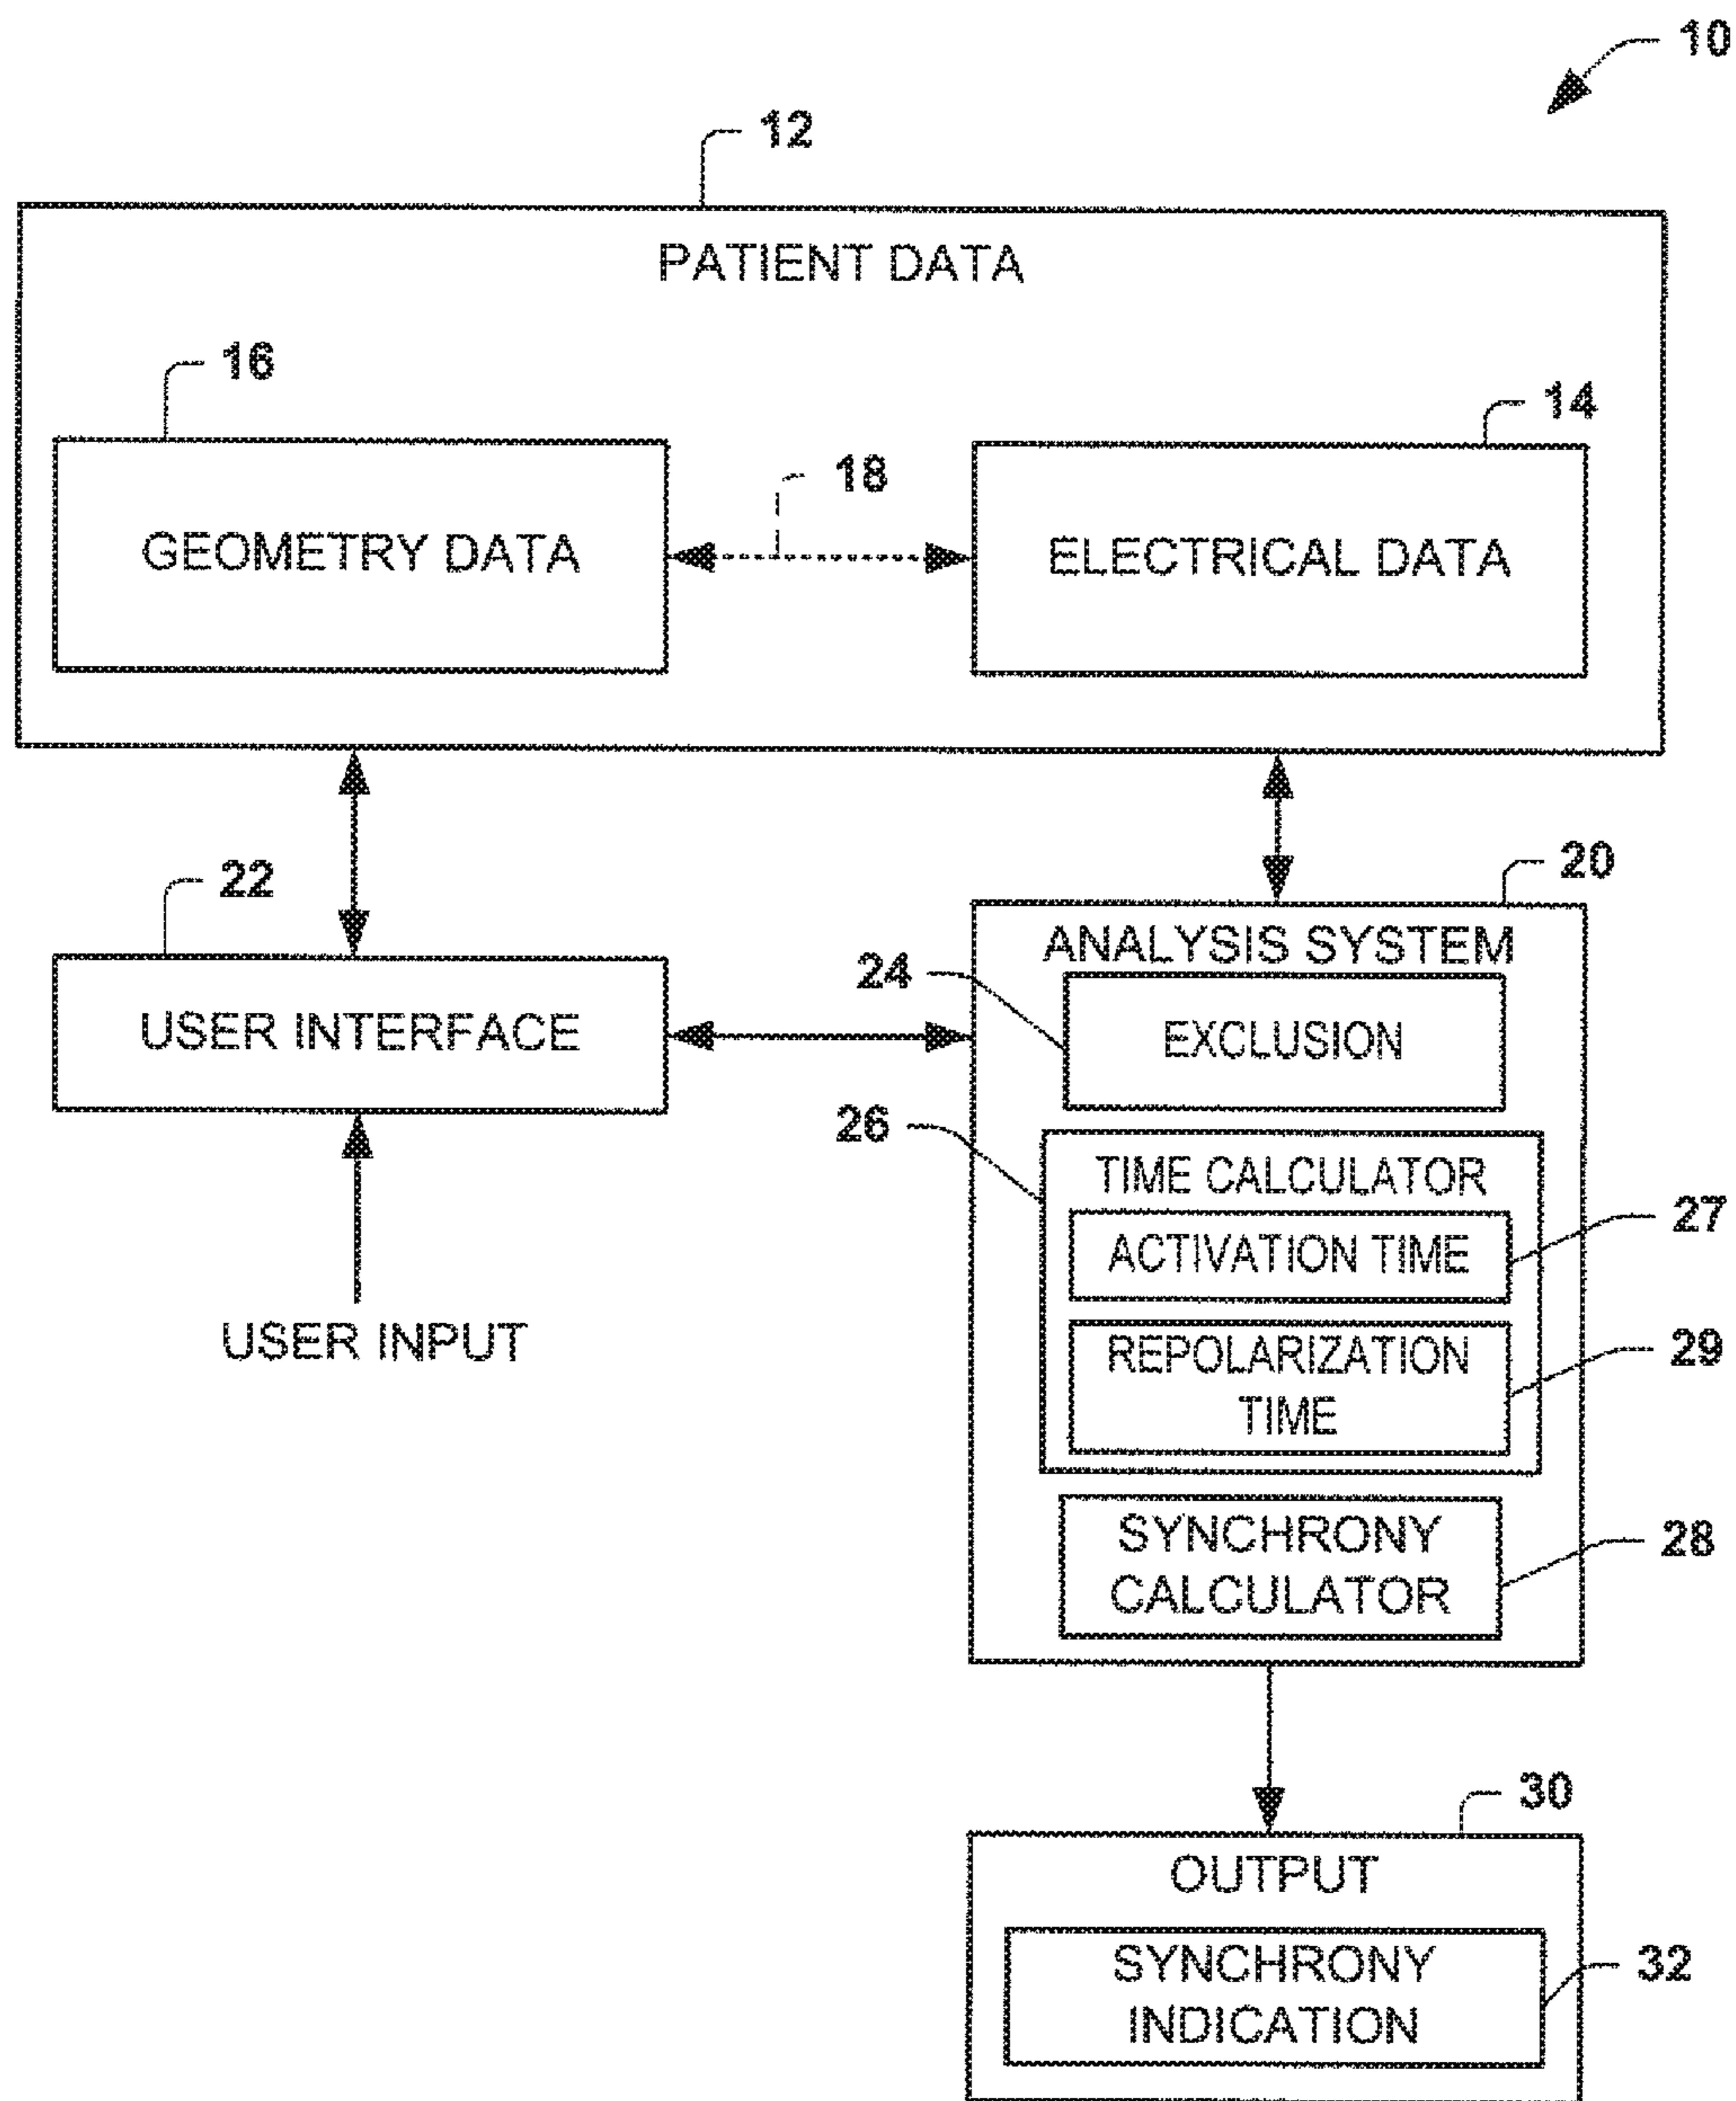 10
12
PATIENT DATA
16
14
18
GEOMETRY DATA
ELECTRICAL DATA
22
20
ANALYSIS SYSTEM
24
USER INTERFACE
EXCLUSION
26
TIME CALCULATOR
27
ACTIVATION TIME
USER INPUT
29
REPOLARIZATION
TIME
SYNCHRONY
CALCULATOR
28
30
OUTPUT
SYNCHRONY
INDICATION
32